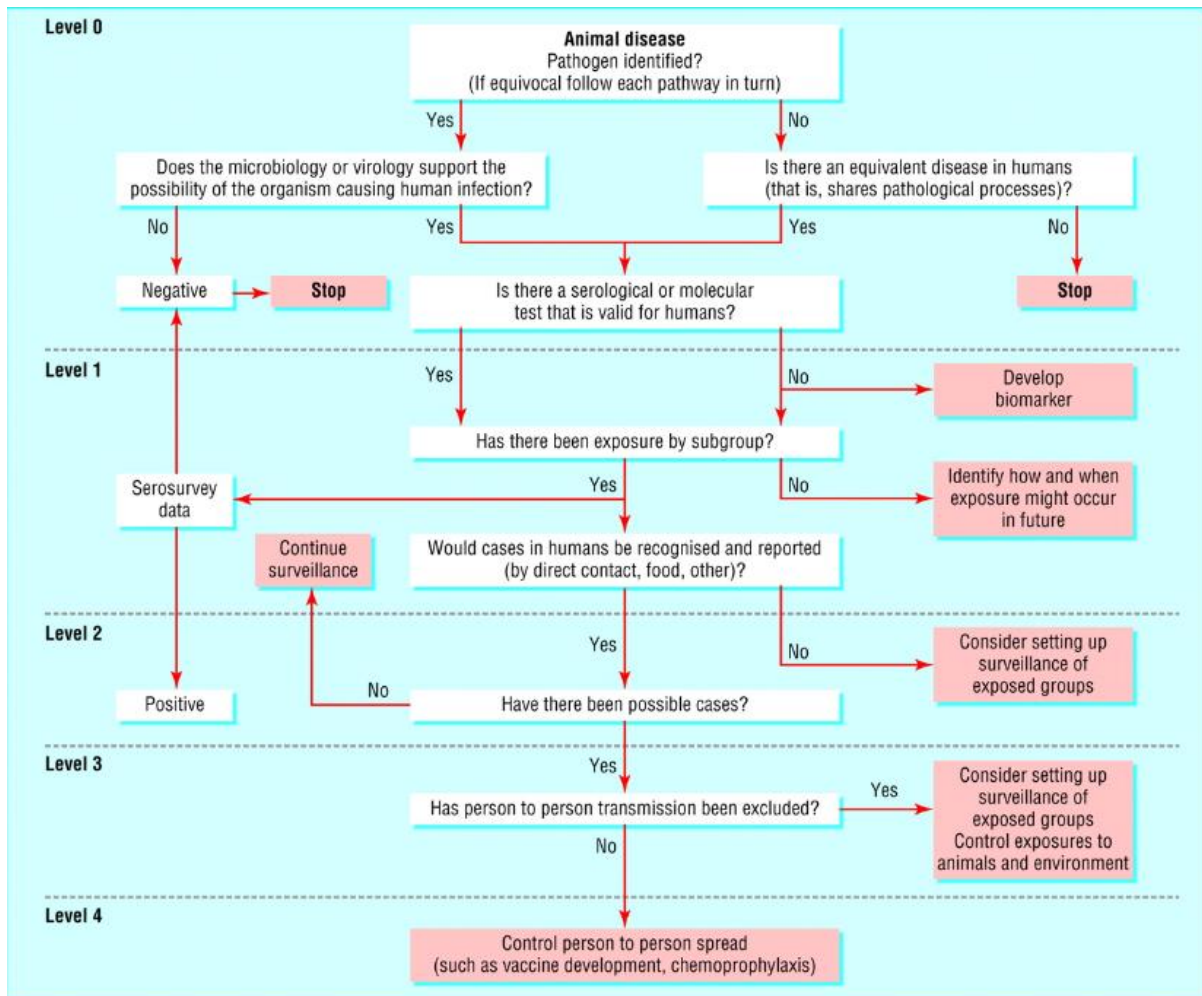 Level 0
Animal disease
Pathogen identified?
(If equivocal follow each pathway in turn)
Yes
No
Does the microbiology or virology support the
possibility of the organism causing human infection?
Is there an equivalent disease in humans
(that is, shares pathological processes)?
No
Yes
Yes
No
Negative
Stop
Is there a serological or molecular
test that is valid for humans?
Stop
Level 1
Yes
No
Develop
biomarker
Has there been exposure by subgroup?
Serosurvey
data
Yes
No
Identify how and when
exposure might occur
in future
Continue
surveillance
Would cases in humans be recognised and reported
(by direct contact, food, other)?
Level 2
Yes
No
Consider setting up
surveillance of
exposed groups
Positive
No
Have there been possible cases?
Level 3
Yes
Has person to person transmission been excluded?
Yes
Consider setting up
surveillance of
exposed groups
Control exposures to
animals and environment
No
Level 4
Control person to person spread
(such as vaccine development, chemoprophylaxis)